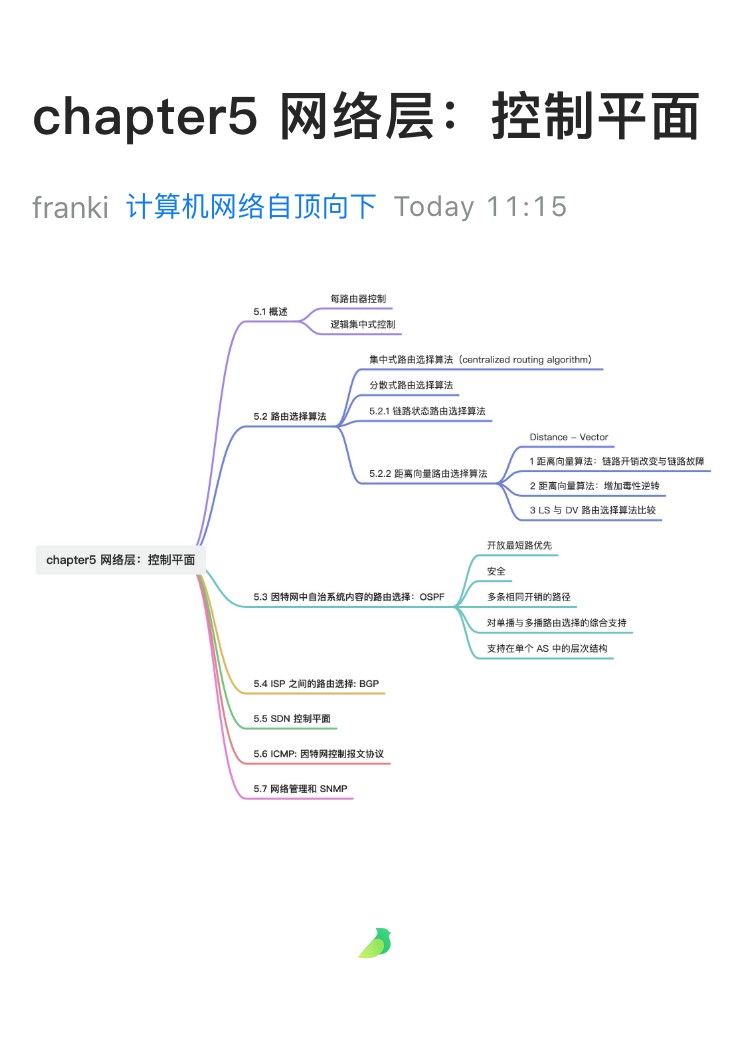 chapter5 网络层：控制平面
franki 计算机网络自顶向下 Today 11:15
chapter5 网络层：控制平面
5.1 概述
每路由器控制
逻辑集中式控制
5.2 路由选择算法
集中式路由选择算法（centralized routing algorithm）
分散式路由选择算法
5.2.1 链路状态路由选择算法
5.2.2 距离向量路由选择算法
Distance – Vector
1 距离向量算法：链路开销改变与链路故障
2 距离向量算法：增加毒性逆转
3 LS 与 DV 路由选择算法比较
5.3 因特网中自治系统内容的路由选择：OSPF
开放最短路优先
安全
多条相同开销的路径
对单播与多播路由选择的综合支持
支持在单个 AS 中的层次结构
5.4 ISP 之间的路由选择: BGP
5.5 SDN 控制平面
5.6 ICMP: 因特网控制报文协议
5.7 网络管理和 SNMP